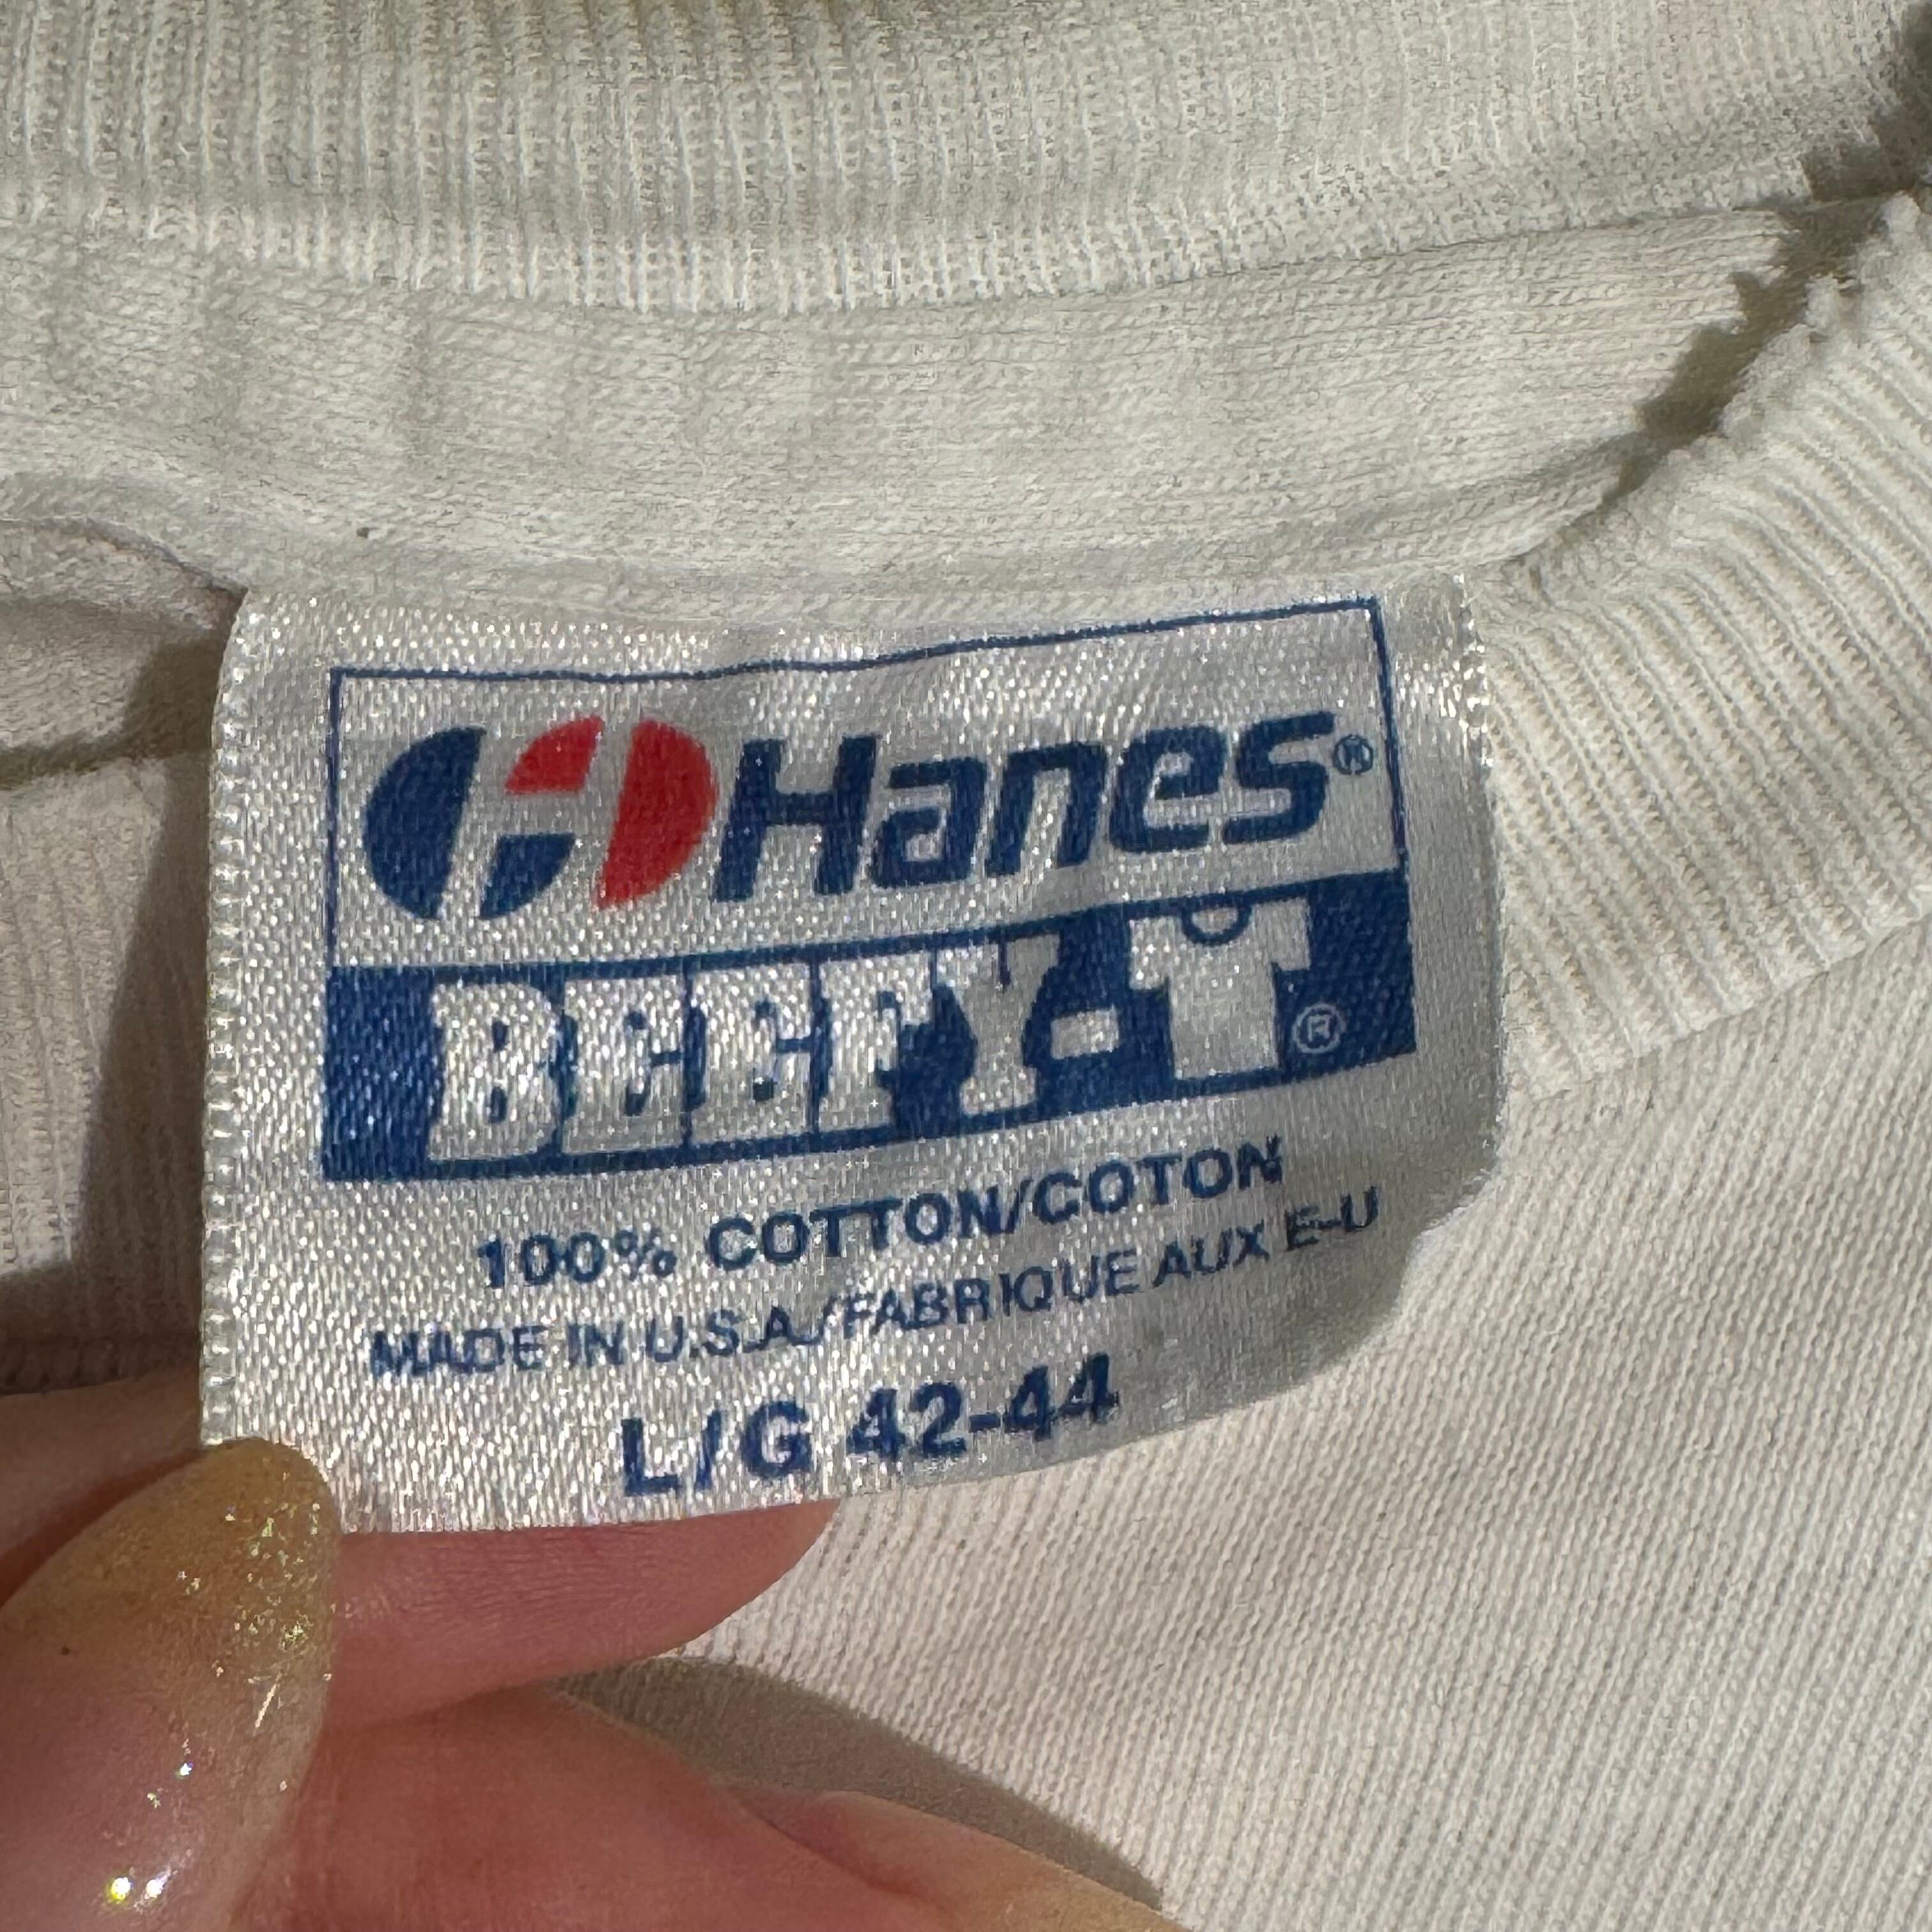 Hanes®
BEEFY-T®
100% COTTON/COTON
MADE IN U.S.A./FABRIQUE AUX E-U
L/G 42-44